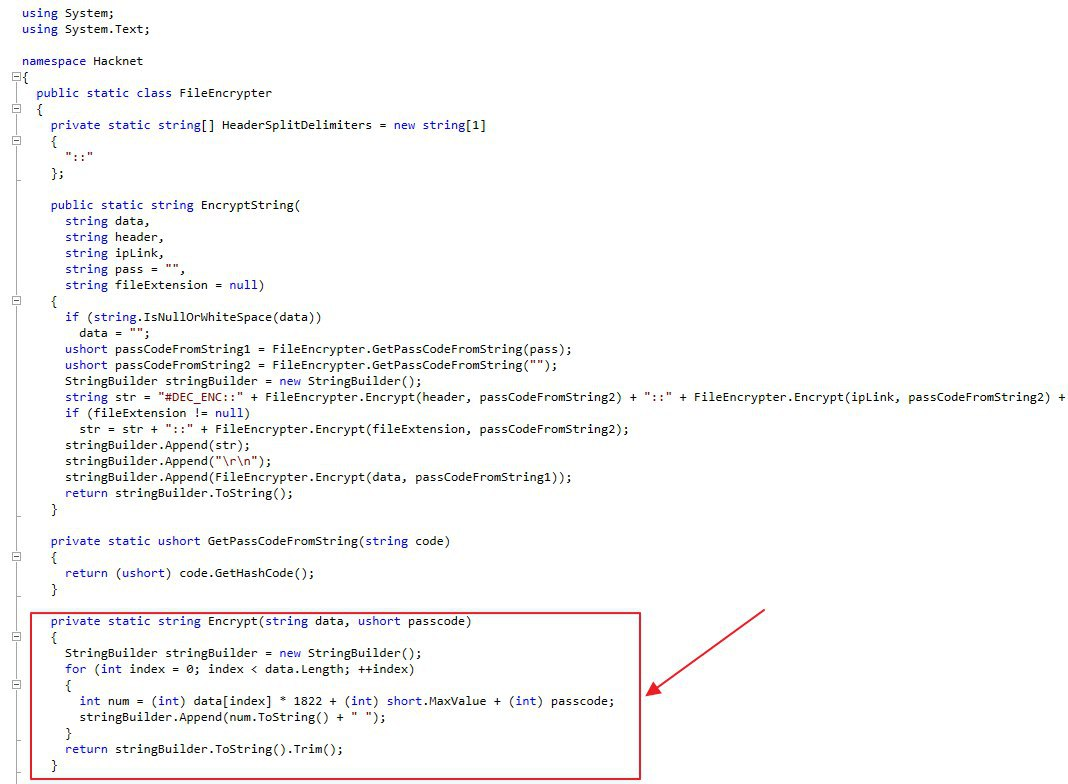 using System;
using System.Text;
namespace Hacknet
{
public static class FileEncrypter
{
private static string[] HeaderSplitDelimiters = new string[1]
{
"::"
};
public static string EncryptString(
string data,
string header,
string ipLink,
string pass = "",
string fileExtension = null)
{
if (string.IsNullOrWhiteSpace(data))
data = "";
ushort passCodeFromString1 = FileEncrypter.GetPassCodeFromString(pass);
ushort passCodeFromString2 = FileEncrypter.GetPassCodeFromString("");
StringBuilder stringBuilder = new StringBuilder();
string str = "#DEC_ENC::" + FileEncrypter.Encrypt(header, passCodeFromString2) + "::" + FileEncrypter.Encrypt(ipLink, passCodeFromString2) +
if (fileExtension != null)
str = str + "::" + FileEncrypter.Encrypt(fileExtension, passCodeFromString2);
stringBuilder.Append(str);
stringBuilder.Append("\r\n");
stringBuilder.Append(FileEncrypter.Encrypt(data, passCodeFromString1));
return stringBuilder.ToString();
}
private static ushort GetPassCodeFromString(string code)
{
return (ushort) code.GetHashCode();
}
private static string Encrypt(string data, ushort passcode)
{
StringBuilder stringBuilder = new StringBuilder();
for (int index = 0; index < data.Length; ++index)
{
int num = (int) data[index] * 1822 + (int) short.MaxValue + (int) passcode;
stringBuilder.Append(num.ToString() + " ");
}
return stringBuilder.ToString().Trim();
}